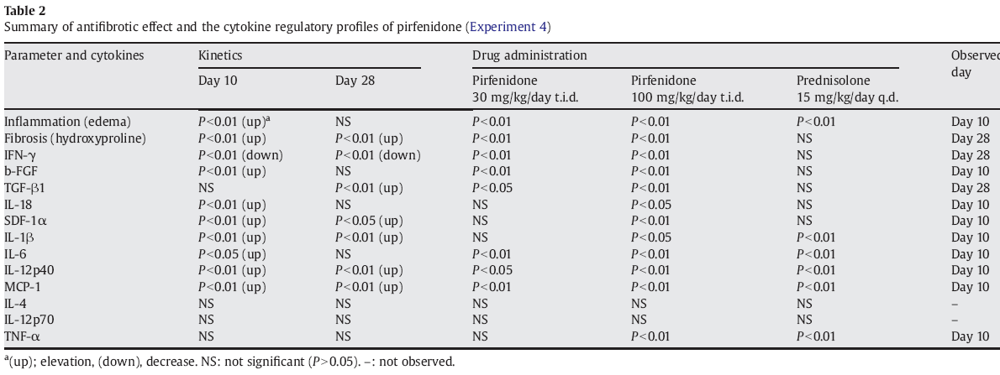 Table 2
Summary of antifibrotic effect and the cytokine regulatory profiles of pirfenidone (Experiment 4)
Parameter and cytokines Kinetics Drug administration Observed day
Day 10 Day 28 Pirfenidone 30 mg/kg/day t.i.d. Pirfenidone 100 mg/kg/day t.i.d. Prednisolone 15 mg/kg/day q.d.
Inflammation (edema) P<0.01 (up)a NS P<0.01 P<0.01 P<0.01 Day 10
Fibrosis (hydroxyproline) P<0.01 (up) P<0.01 (up) P<0.01 P<0.01 NS Day 28
IFN-γ P<0.01 (down) P<0.01 (down) P<0.01 P<0.01 NS Day 28
b-FGF P<0.01 (up) NS P<0.01 P<0.01 NS Day 10
TGF-β1 NS P<0.01 (up) P<0.05 P<0.01 NS Day 28
IL-18 P<0.01 (up) NS NS P<0.05 NS Day 10
SDF-1α P<0.01 (up) P<0.05 (up) NS P<0.01 NS Day 10
IL-1β P<0.01 (up) P<0.01 (up) NS P<0.05 P<0.01 Day 10
IL-6 P<0.05 (up) NS P<0.01 P<0.01 P<0.01 Day 10
IL-12p40 P<0.01 (up) P<0.01 (up) P<0.05 P<0.01 P<0.01 Day 10
MCP-1 P<0.01 (up) P<0.01 (up) P<0.01 P<0.01 P<0.01 Day 10
IL-4 NS NS NS NS NS –
IL-12p70 NS NS NS NS NS –
TNF-α NS NS NS P<0.01 P<0.01 Day 10
a(up); elevation, (down), decrease. NS: not significant (P>0.05). –: not observed.